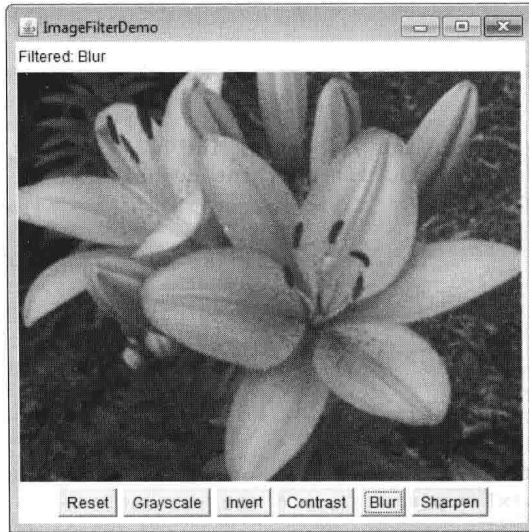 ImageFilterDemo
Filtered: Blur
Reset Grayscale Invert Contrast Blur Sharpen